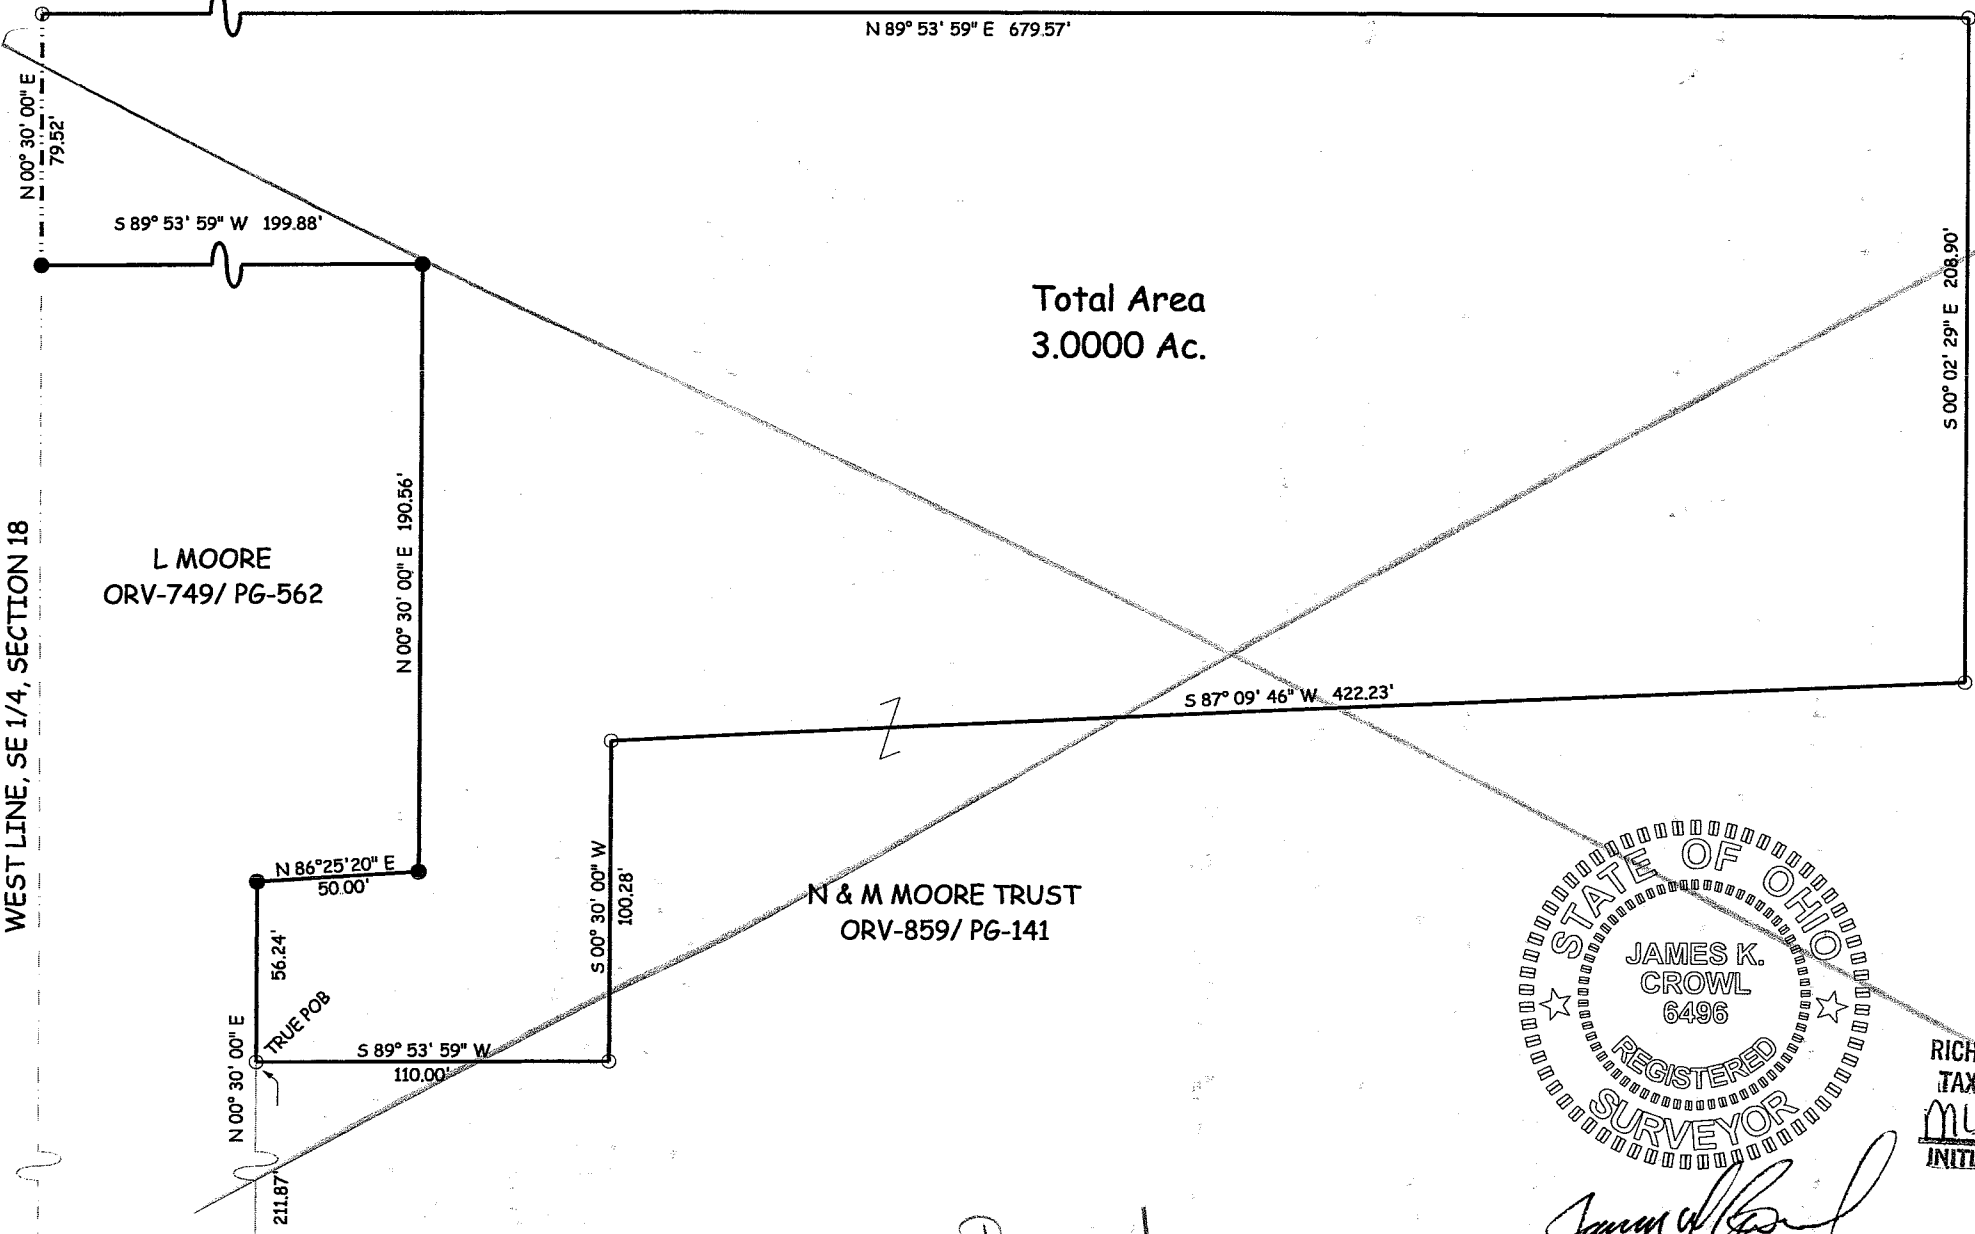 N 89° 53' 59" E 679.57'
N 00° 30' 00" E
79.52'
S 89° 53' 59" W 199.88'
Total Area
3.0000 Ac.
S 00° 02' 29" E 208.90'
N 00° 30' 00" E 190.56'
WEST LINE, SE 1/4, SECTION 18
L MOORE
ORV-749/ PG-562
S 87° 09' 46" W 422.23'
N 86°25'20" E
50.00'
S 00° 30' 00" W
100.28'
N & M MOORE TRUST
ORV-859/ PG-141
56.24'
TRUE POB
N 00° 30' 00" E
S 89° 53' 59" W
110.00'
211.87'
STATE OF OHIO
JAMES K.
CROWL
6496
REGISTERED
SURVEYOR
RICH
TAX
INITI